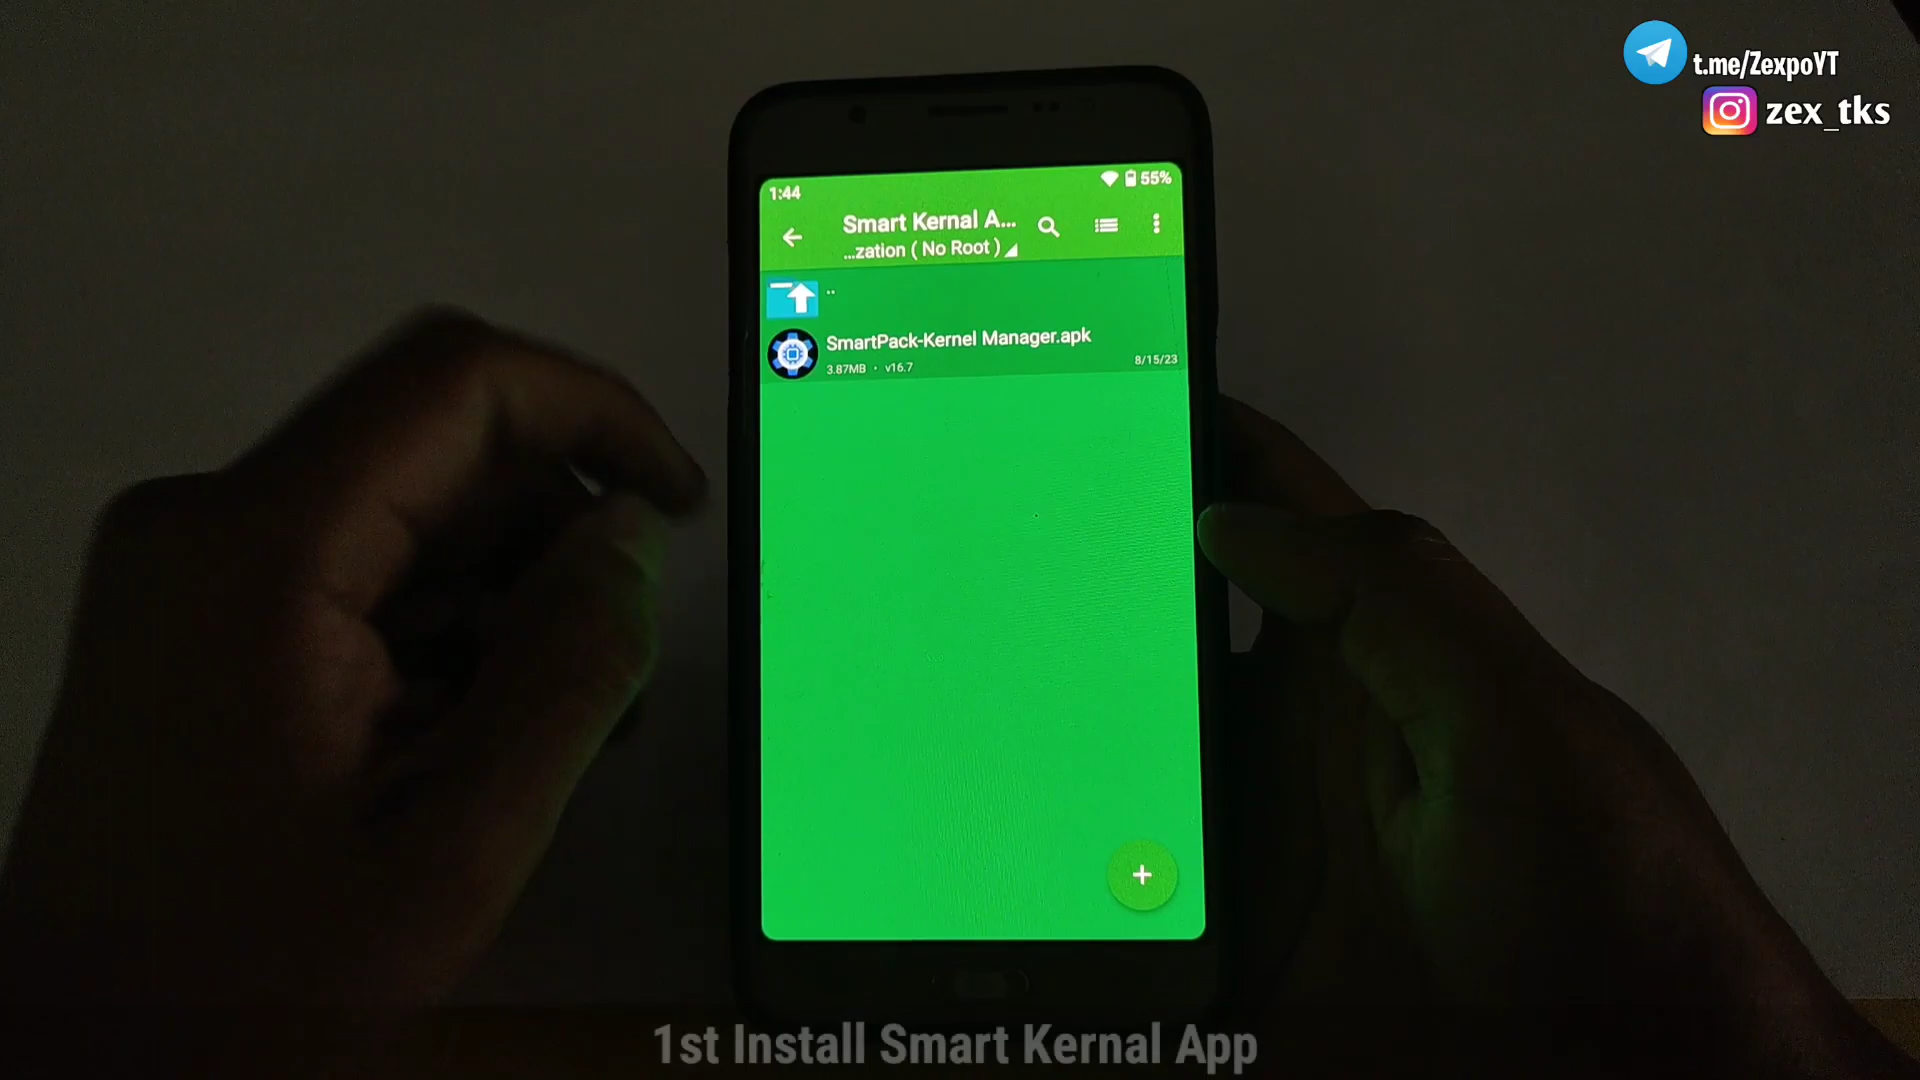 t.me/ZexpoYT
zex_tks
1:44
55%
Smart Kernal A...
...zation ( No Root )
..
SmartPack-Kernel Manager.apk
3.87MB · v16.7
8/15/23
+
1st Install Smart Kernal App